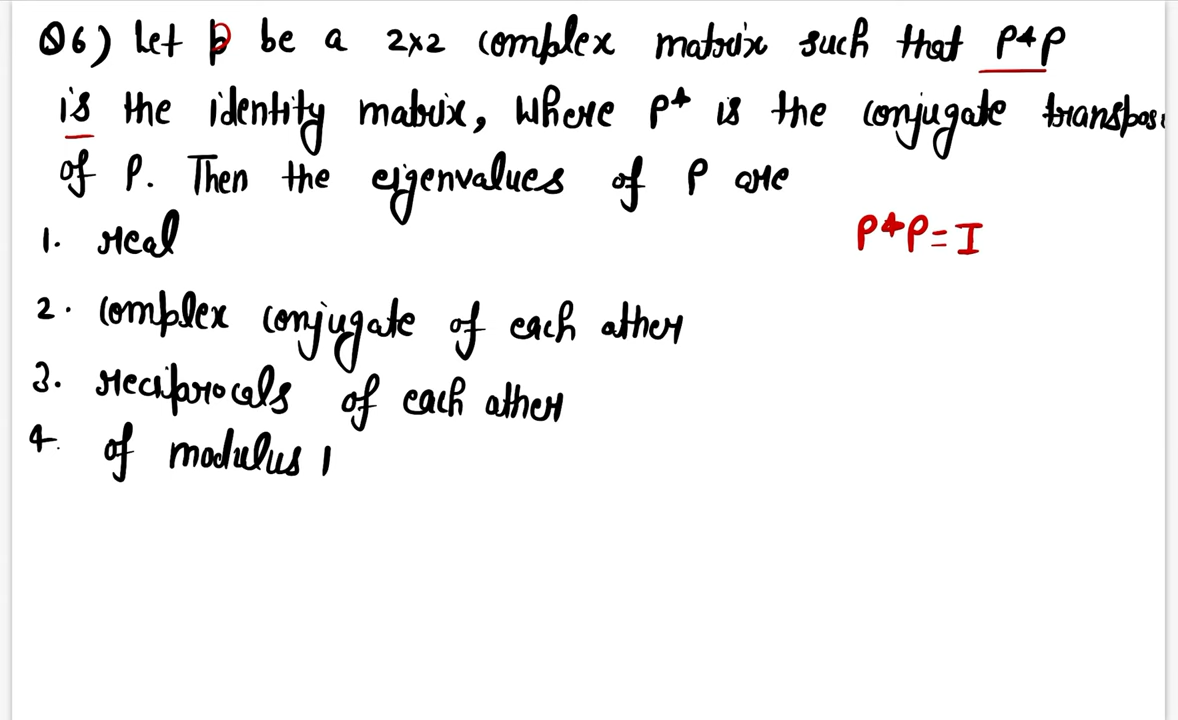 Q6) Let P be a 2x2 complex matrix such that P*P
is the identity matrix, where P* is the conjugate transpose
of P. Then the eigenvalues of P are
1. real
P*P = I
2. complex conjugate of each other
3. reciprocals of each other
4. of modulus 1